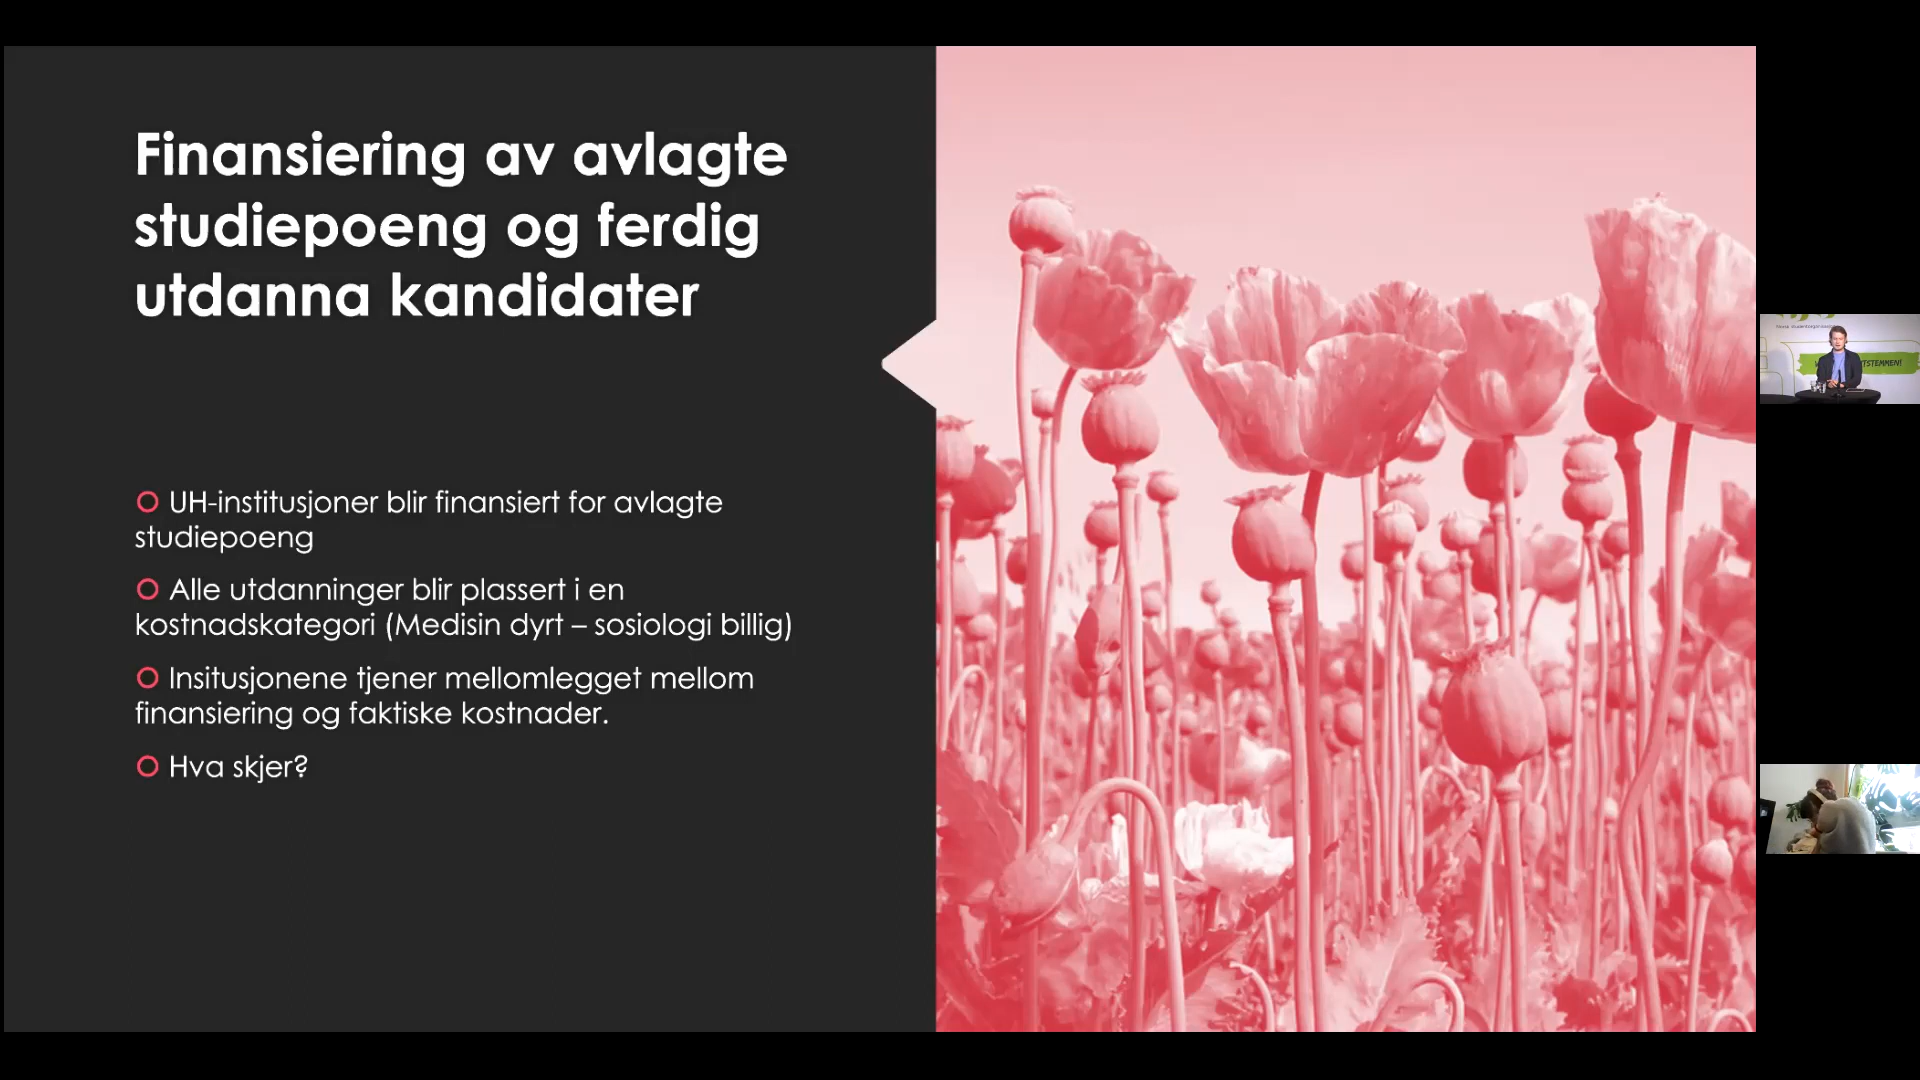 Finansiering av avlagte
studiepoeng og ferdig
utdanna kandidater
UH-institusjoner blir finansiert for avlagte
studiepoeng
Alle utdanninger blir plassert i en
kostnadskategori (Medisin dyrt – sosiologi billig)
Insitusjonene tjener mellomlegget mellom
finansiering og faktiske kostnader.
Hva skjer?